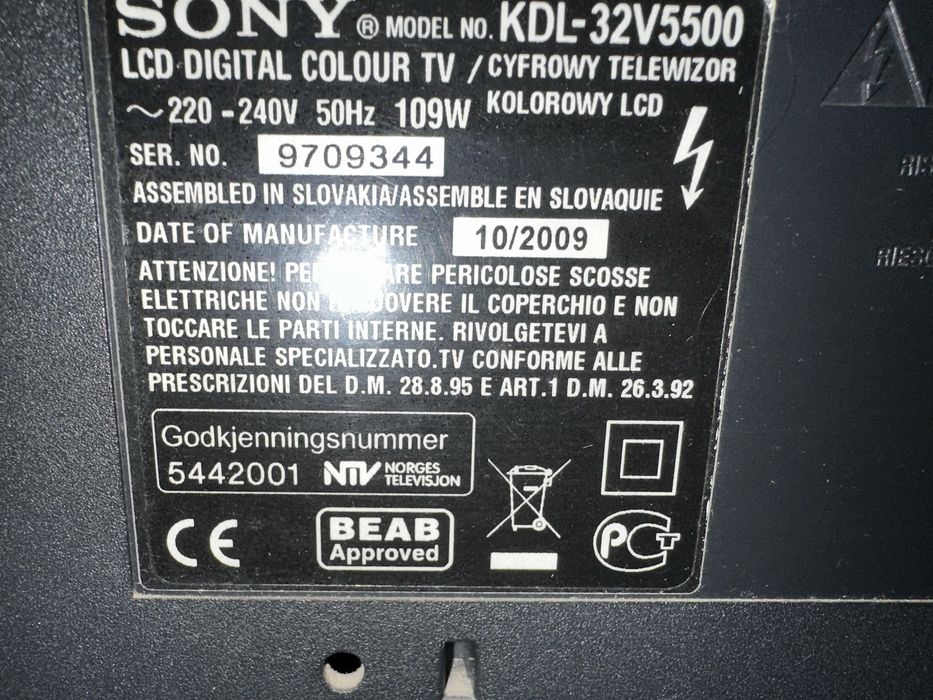 SONY ® MODEL NO. KDL-32V5500
LCD DIGITAL COLOUR TV / CYFROWY TELEWIZOR
KOLOROWY LCD
~ 220 - 240V 50Hz 109W
SER. NO. 9709344
ASSEMBLED IN SLOVAKIA/ASSEMBLE EN SLOVAQUIE
DATE OF MANUFACTURE 10/2009
ATTENZIONE! PERICOLOSE SCOSSE
ELETTRICHE NON IL COPERCHIO E NON
TOCCARE LE PARTI INTERNE. RIVOLGETEVI A
PERSONALE SPECIALIZZATO.TV CONFORME ALLE
PRESCRIZIONI DEL D.M. 28.8.95 E ART.1 D.M. 26.3.92
Godkjenningsnummer
5442001 NTV NORGES
TELEVISJON
CE
BEAB
Approved
PCT